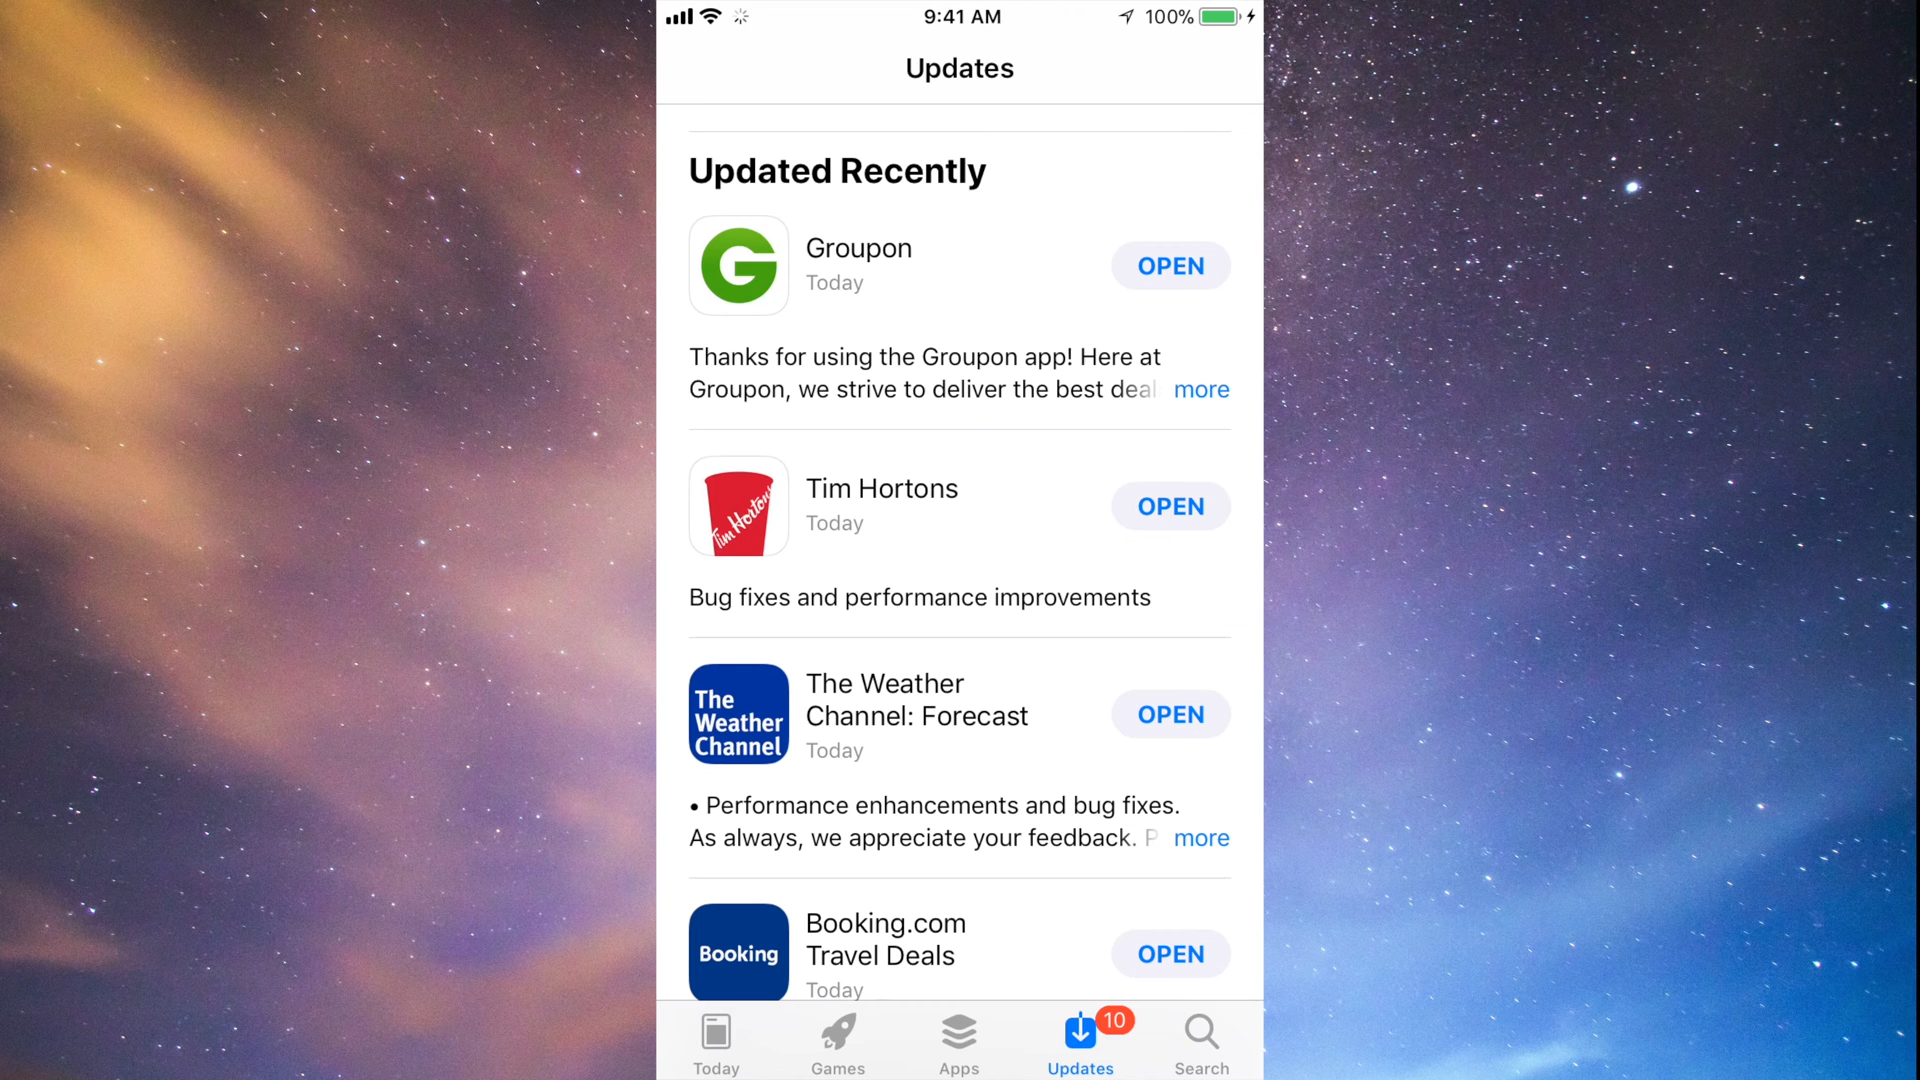 9:41 AM
100%
Updates
Updated Recently
Groupon
Today
OPEN
Thanks for using the Groupon app! Here at
Groupon, we strive to deliver the best deal
more
Tim Hortons
Tim Hortons
Today
OPEN
Bug fixes and performance improvements
The
Weather
Channel
The Weather
Channel: Forecast
Today
OPEN
• Performance enhancements and bug fixes.
As always, we appreciate your feedback. P
more
Booking
Booking.com
Travel Deals
Today
OPEN
10
Today
Games
Apps
Updates
Search